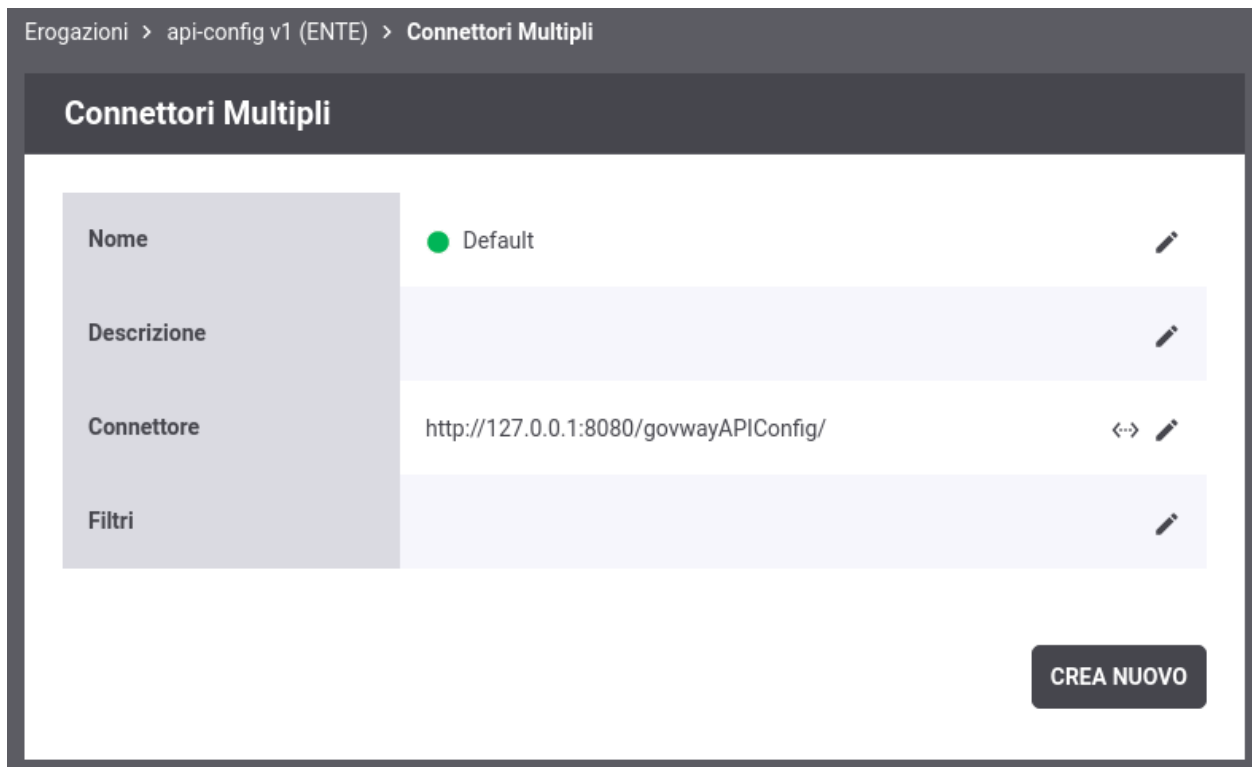 Erogazioni > api-config v1 (ENTE) > Connettori Multipli
Connettori Multipli
Nome Default
Descrizione
Connettore http://127.0.0.1:8080/govwayAPIConfig/
Filtri
CREA NUOVO